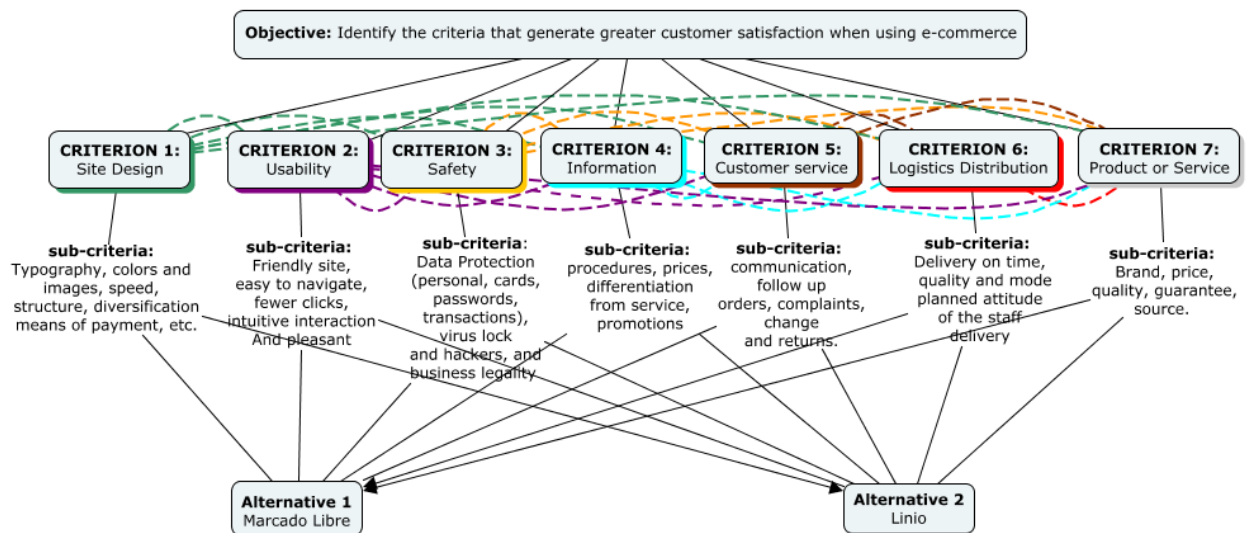 Objective: Identify the criteria that generate greater customer satisfaction when using e-commerce
CRITERION 1:
Site Design
CRITERION 2:
Usability
CRITERION 3:
Safety
CRITERION 4:
Information
CRITERION 5:
Customer service
CRITERION 6:
Logistics Distribution
CRITERION 7:
Product or Service
sub-criteria:
Typography, colors and
images, speed,
structure, diversification
means of payment, etc.
sub-criteria:
Friendly site,
easy to navigate,
fewer clicks,
intuitive interaction
And pleasant
sub-criteria:
Data Protection
(personal, cards,
passwords,
transactions),
virus lock
and hackers, and
business legality
sub-criteria:
procedures, prices,
differentiation
from service,
promotions
sub-criteria:
communication,
follow up
orders, complaints,
change
and returns.
sub-criteria:
Delivery on time,
quality and mode
planned attitude
of the staff
delivery
sub-criteria:
Brand, price,
quality, guarantee,
source.
Alternative 1
Marcado Libre
Alternative 2
Linio